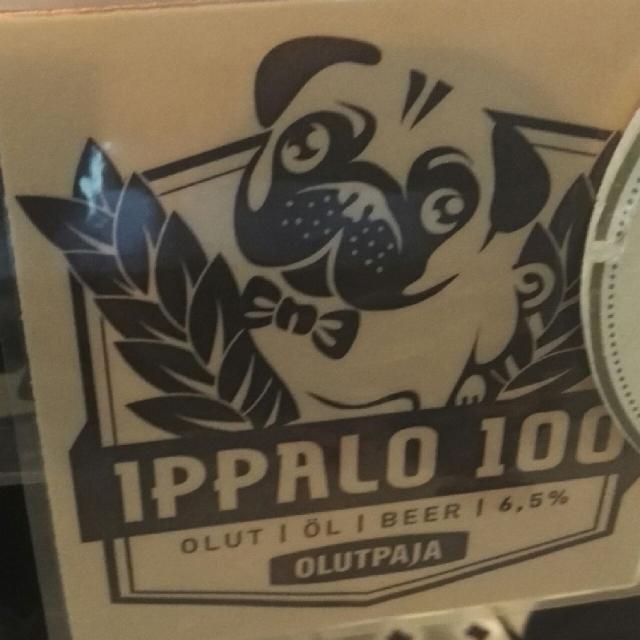 IPPALO 100
OLUT | ÖL | BEER | 6,5%
OLUTPAJA